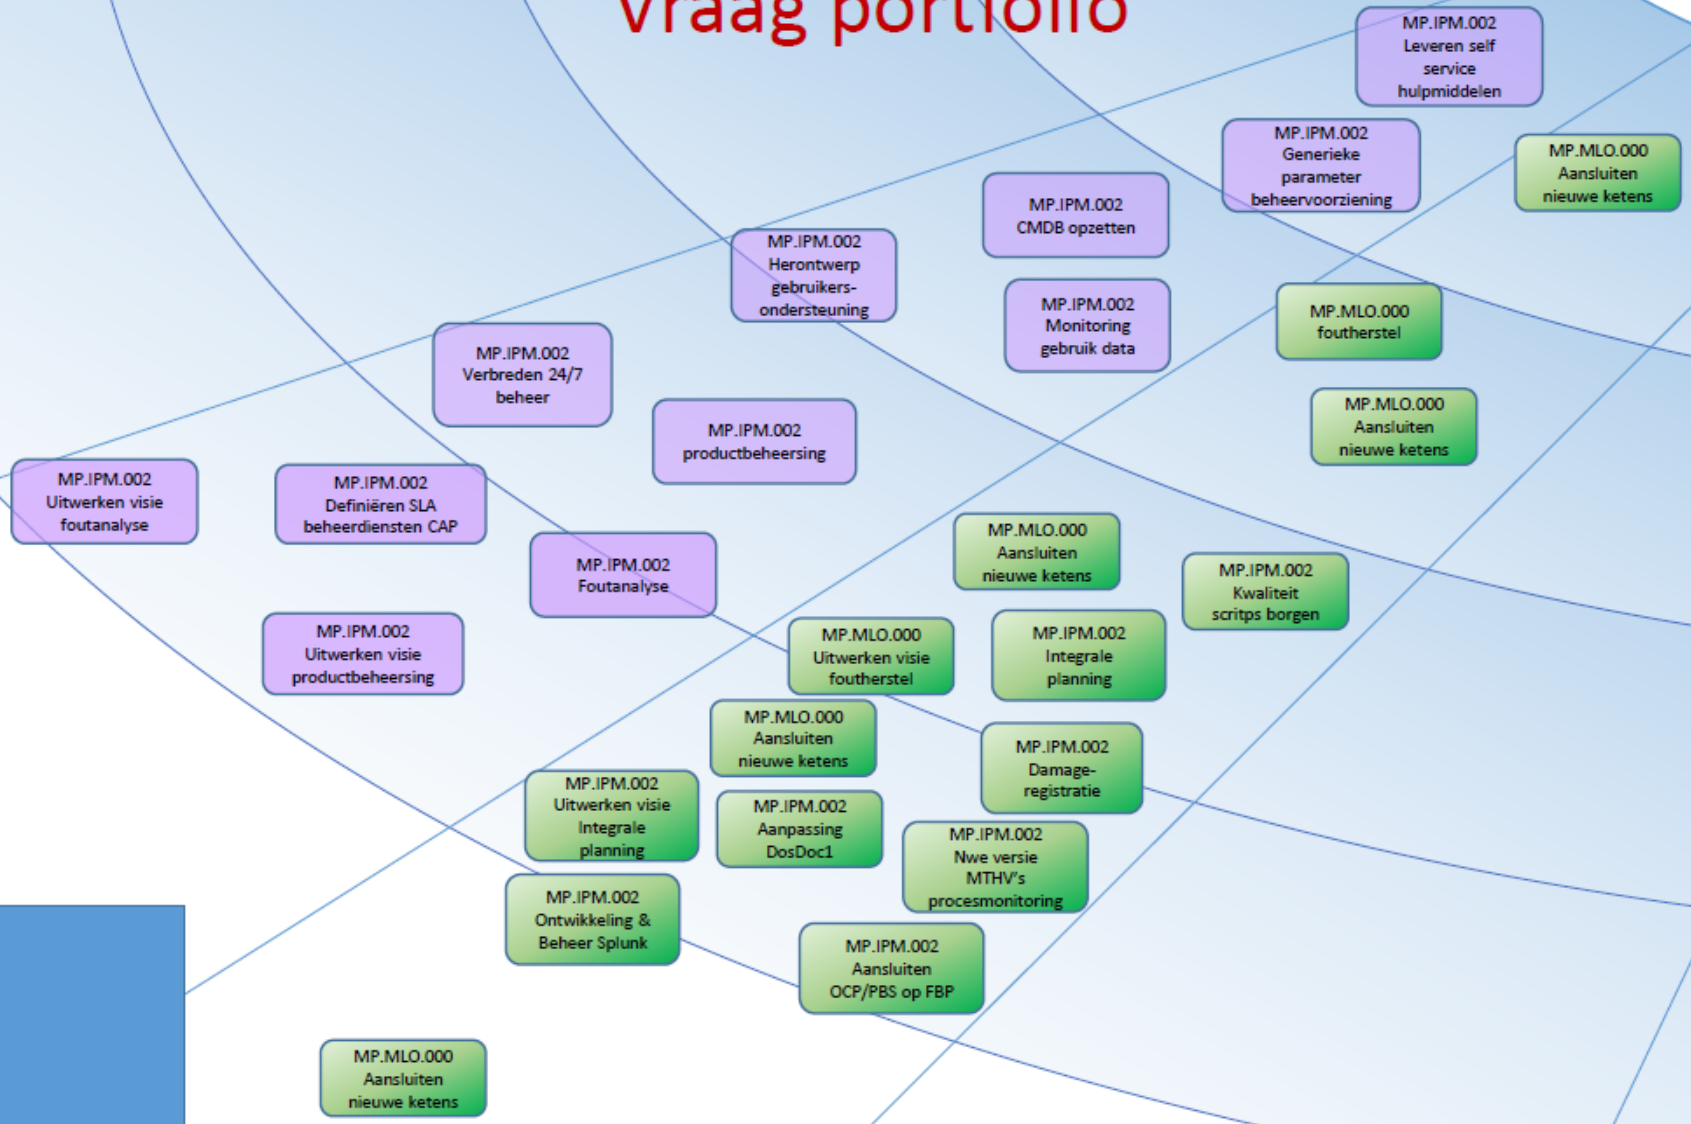 Vraag portfolio
MP.IPM.002
Leveren self
service
hulpmiddelen
MP.IPM.002
Generieke
parameter
beheervoorziening
MP.MLO.000
Aansluiten
nieuwe ketens
MP.IPM.002
CMDB opzetten
MP.IPM.002
Herontwerp
gebruikers-
ondersteuning
MP.IPM.002
Monitoring
gebruik data
MP.MLO.000
foutherstel
MP.IPM.002
Verbreden 24/7
beheer
MP.IPM.002
productbeheersing
MP.MLO.000
Aansluiten
nieuwe ketens
MP.IPM.002
Uitwerken visie
foutanalyse
MP.IPM.002
Definiëren SLA
beheerdiensten CAP
MP.IPM.002
Foutanalyse
MP.MLO.000
Aansluiten
nieuwe ketens
MP.IPM.002
Kwaliteit
scritps borgen
MP.IPM.002
Uitwerken visie
productbeheersing
MP.MLO.000
Uitwerken visie
foutherstel
MP.IPM.002
Integrale
planning
MP.MLO.000
Aansluiten
nieuwe ketens
MP.IPM.002
Damage-
registratie
MP.IPM.002
Uitwerken visie
Integrale
planning
MP.IPM.002
Aanpassing
DosDoc1
MP.IPM.002
Nwe versie
MTHV's
procesmonitoring
MP.IPM.002
Ontwikkeling &
Beheer Splunk
MP.IPM.002
Aansluiten
OCP/PBS op FBP
MP.MLO.000
Aansluiten
nieuwe ketens